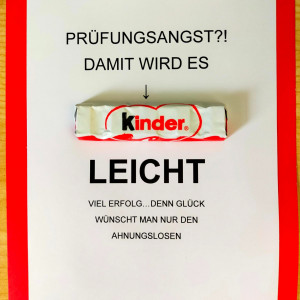 PRÜFUNGSANGST?!
DAMIT WIRD ES
↓
kinder
LEICHT
VIEL ERFOLG...DENN GLÜCK
WÜNSCHT MAN NUR DEN
AHNUNGSLOSEN